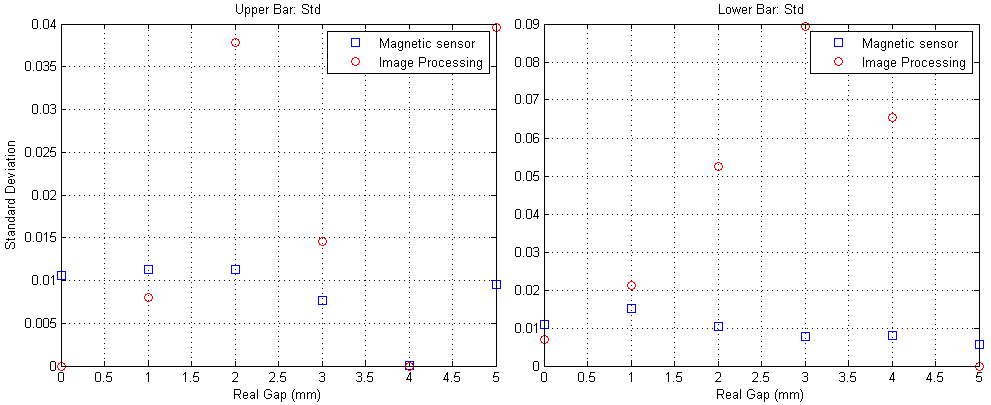 Upper Bar: Std
0.04
0.035
0.03
0.025
0.02
0.015
0.01
0.005
0
Standard Deviation
Magnetic sensor
Image Processing
0 0.5 1 1.5 2 2.5 3 3.5 4 4.5 5
Real Gap (mm)
Lower Bar: Std
0.09
0.08
0.07
0.06
0.05
0.04
0.03
0.02
0.01
0
Magnetic sensor
Image Processing
0 0.5 1 1.5 2 2.5 3 3.5 4 4.5 5
Real Gap (mm)